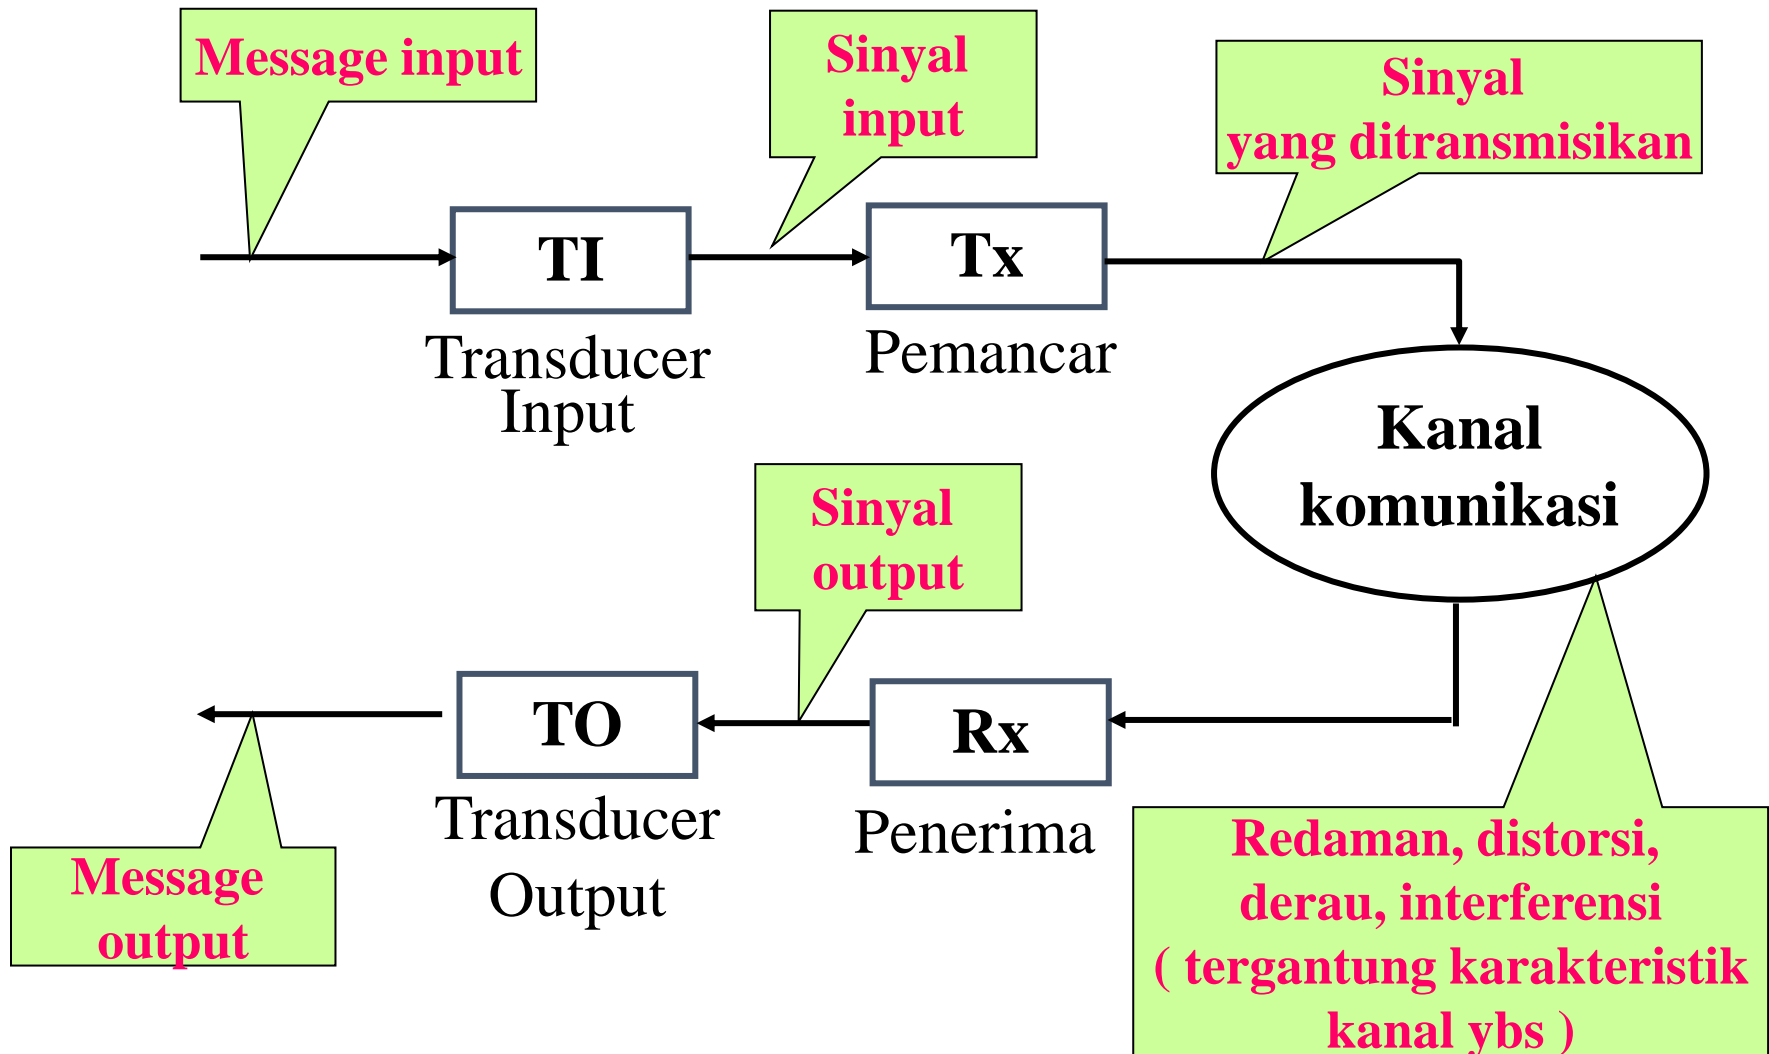 Message input
Sinyal
input
Sinyal
yang ditransmisikan
TI
Tx
Transducer
Input
Pemancar
Kanal
komunikasi
Sinyal
output
TO
Rx
Transducer
Output
Penerima
Message
output
Redaman, distorsi,
derau, interferensi
( tergantung karakteristik
kanal ybs )